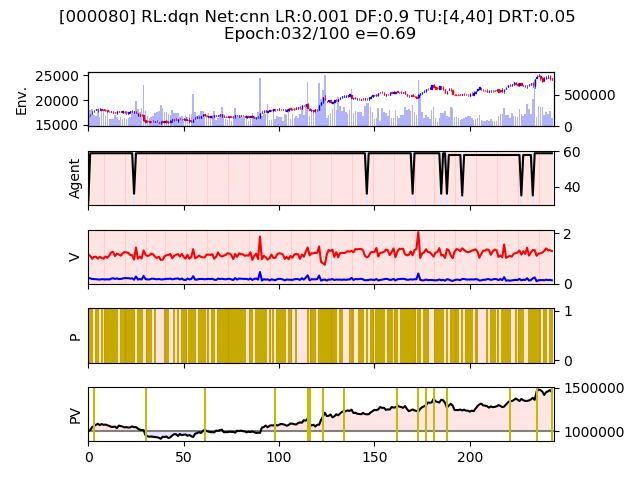 [000080] RL:dqn Net:cnn LR:0.001 DF:0.9 TU:[4,40] DRT:0.05
Epoch:032/100 e=0.69
Env.
25000
20000
15000
500000
0
Agent
60
40
V
2
0
P
1
0
PV
1500000
1000000
0 50 100 150 200